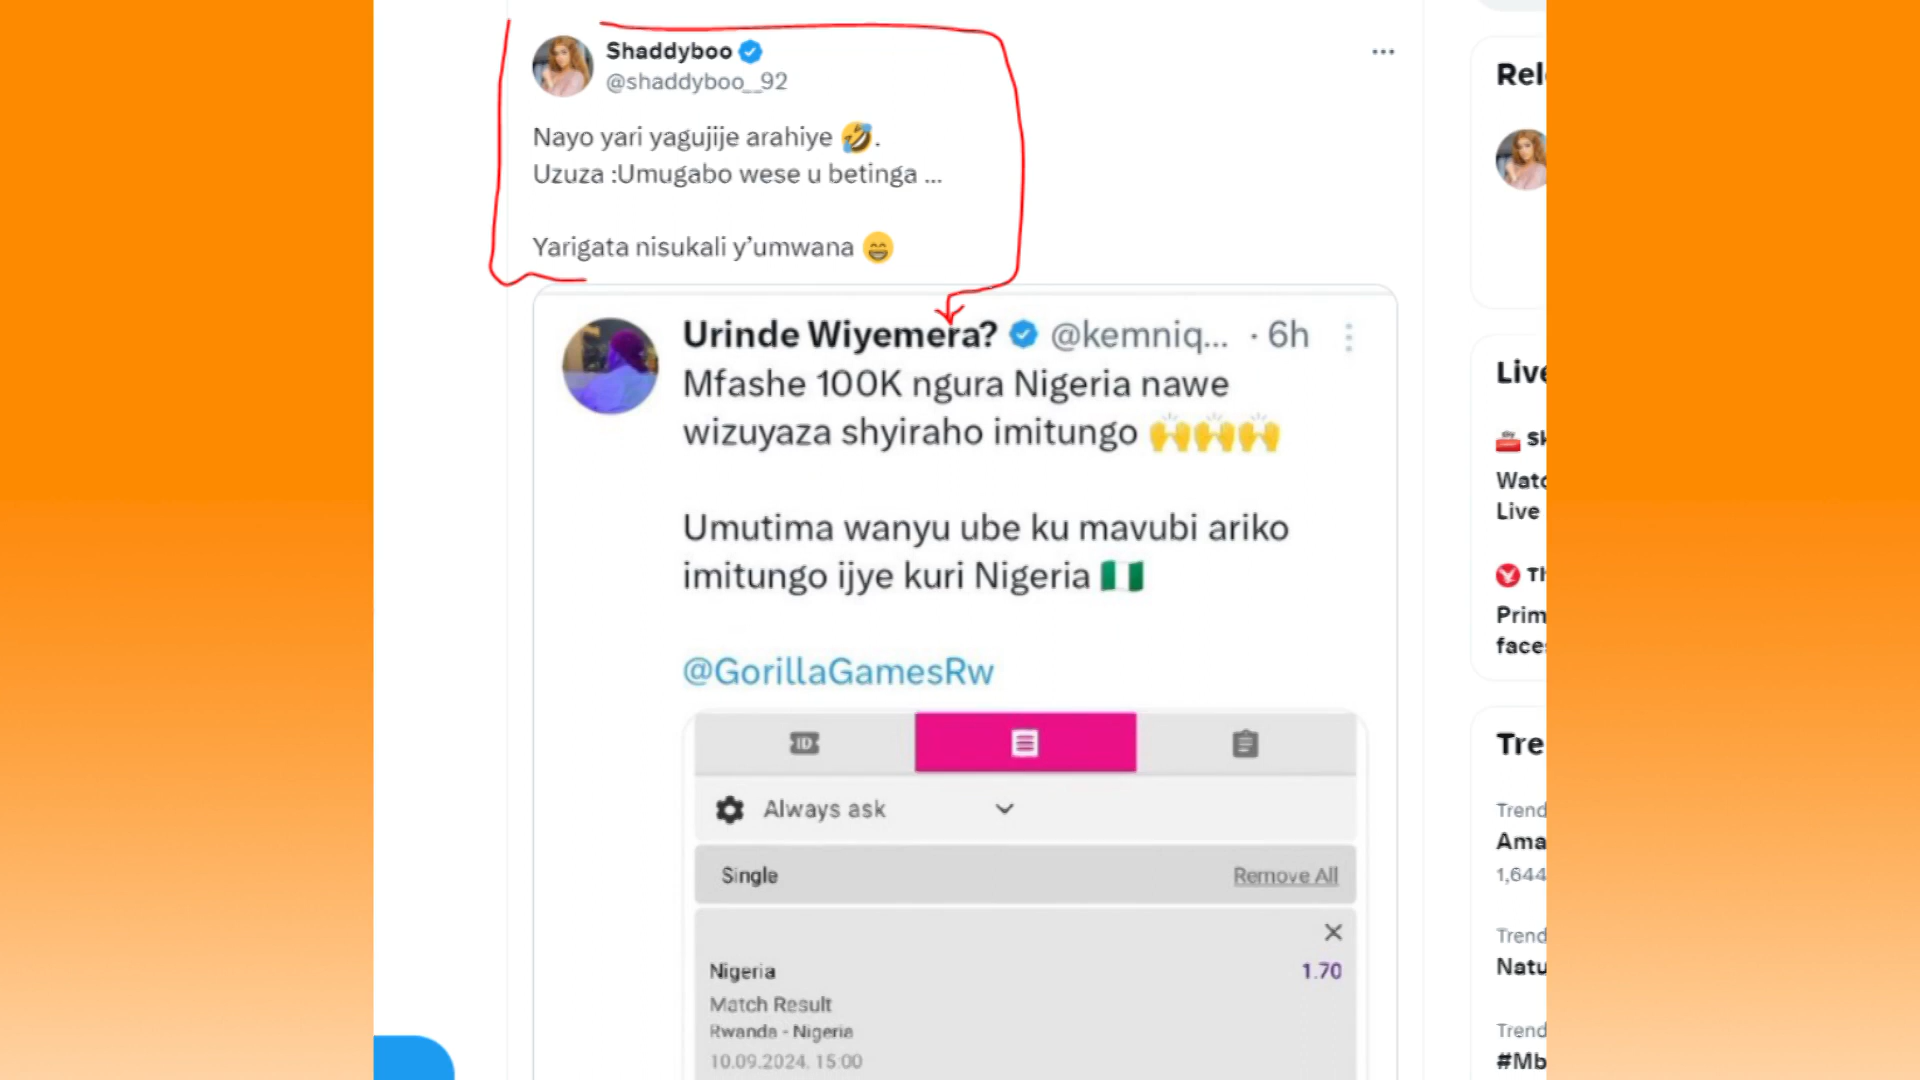 Shaddyboo
@shaddyboo__92
Nayo yari yagujije arahiye 🤣.
Uzuza :Umugabo wese u betinga ...
Yarigata nisukali y’umwana 😄
Urinde Wiyemera? @kemniq... · 6h
Mfashe 100K ngura Nigeria nawe
wizuyaza shyiraho imitungo 🙌🙌🙌
Umutima wanyu ube ku mavubi ariko
imitungo ijye kuri Nigeria 🇳🇬
@GorillaGamesRw
ID
Always ask
Single
Remove All
Nigeria
1.70
Match Result
Rwanda - Nigeria
10.09.2024, 15:00
Rel
Live
sky
Sk
Watc
Live
Th
Prim
face
Tre
Trend
Ama
1,644
Trend
Natu
Trend
#Mb